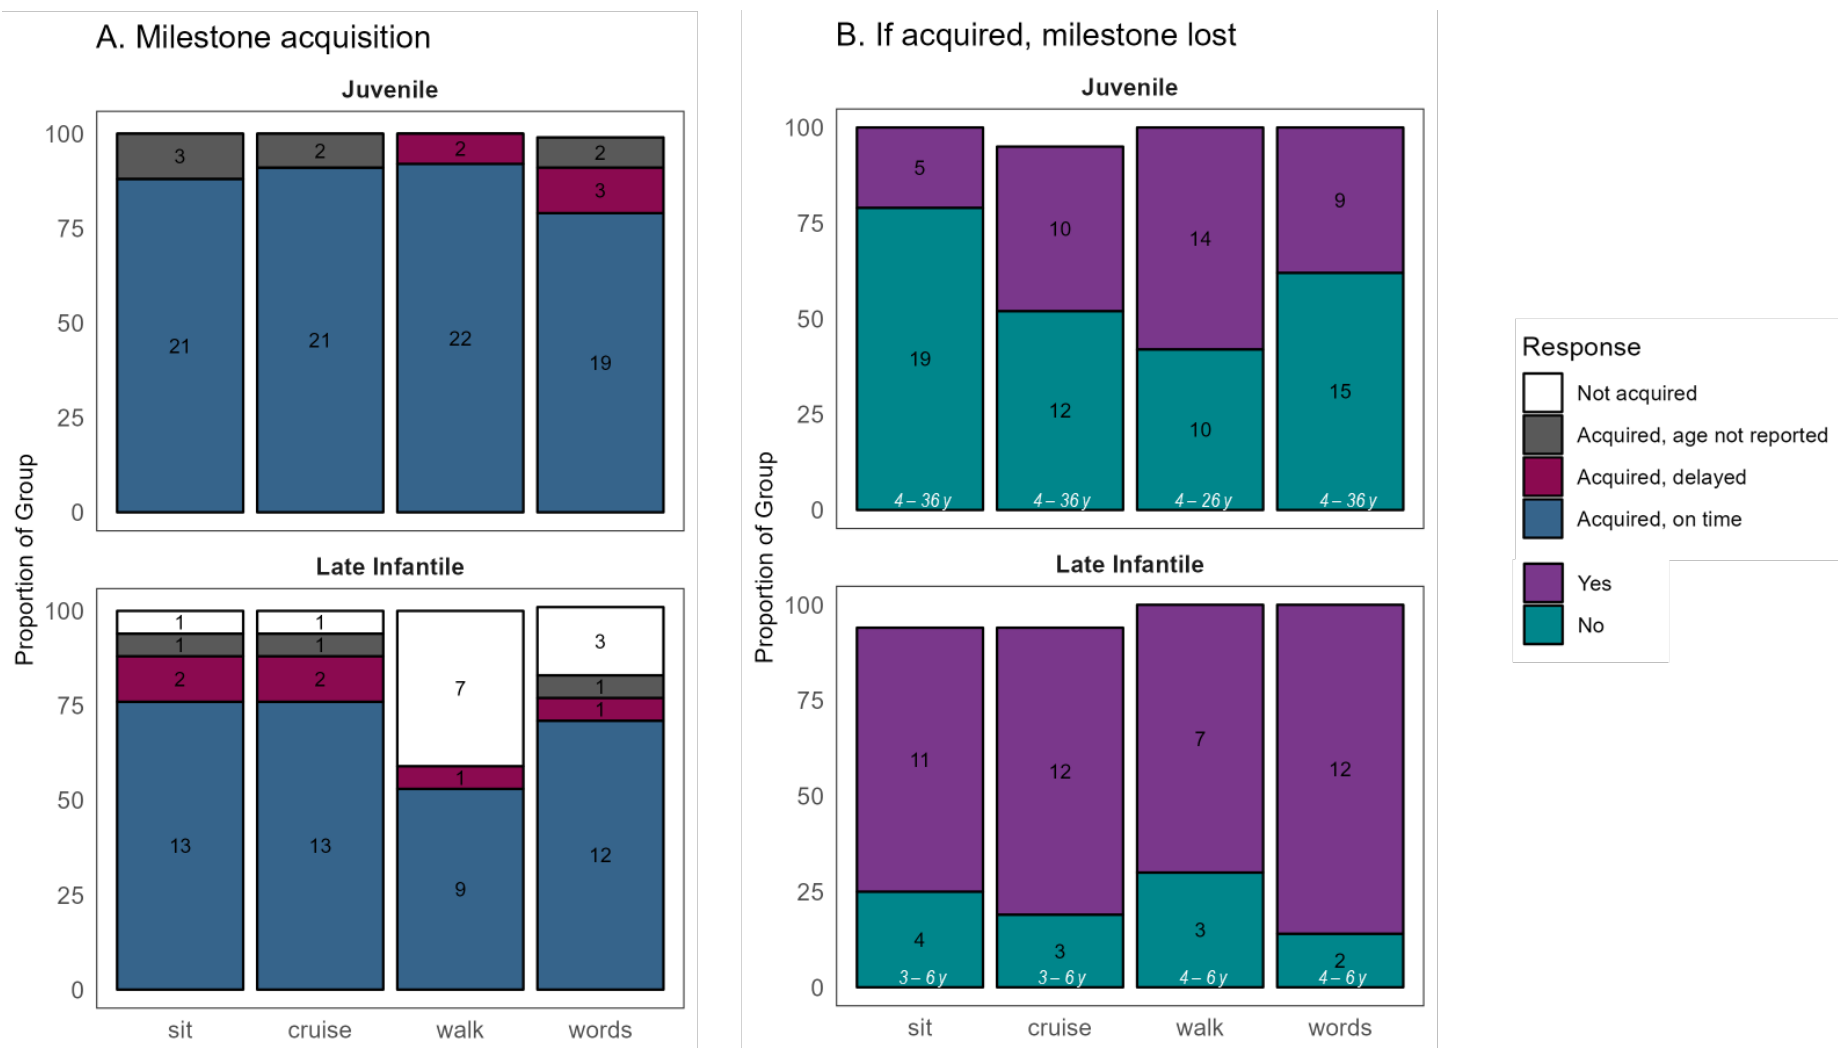 A. Milestone acquisition
Juvenile
Proportion of Group
100
75
50
25
0
3
21
2
21
2
22
2
3
19
Late Infantile
100
75
50
25
0
1
1
2
13
1
1
2
13
7
1
9
3
1
1
12
sit cruise walk words
B. If acquired, milestone lost
Juvenile
Proportion of Group
100
75
50
25
0
5
19
4 – 36 y
10
12
4 – 36 y
14
10
4 – 26 y
9
15
4 – 36 y
Late Infantile
100
75
50
25
0
11
4
3 – 6 y
12
3
3 – 6 y
7
3
4 – 6 y
12
2
4 – 6 y
sit cruise walk words
Response
Not acquired
Acquired, age not reported
Acquired, delayed
Acquired, on time
Yes
No